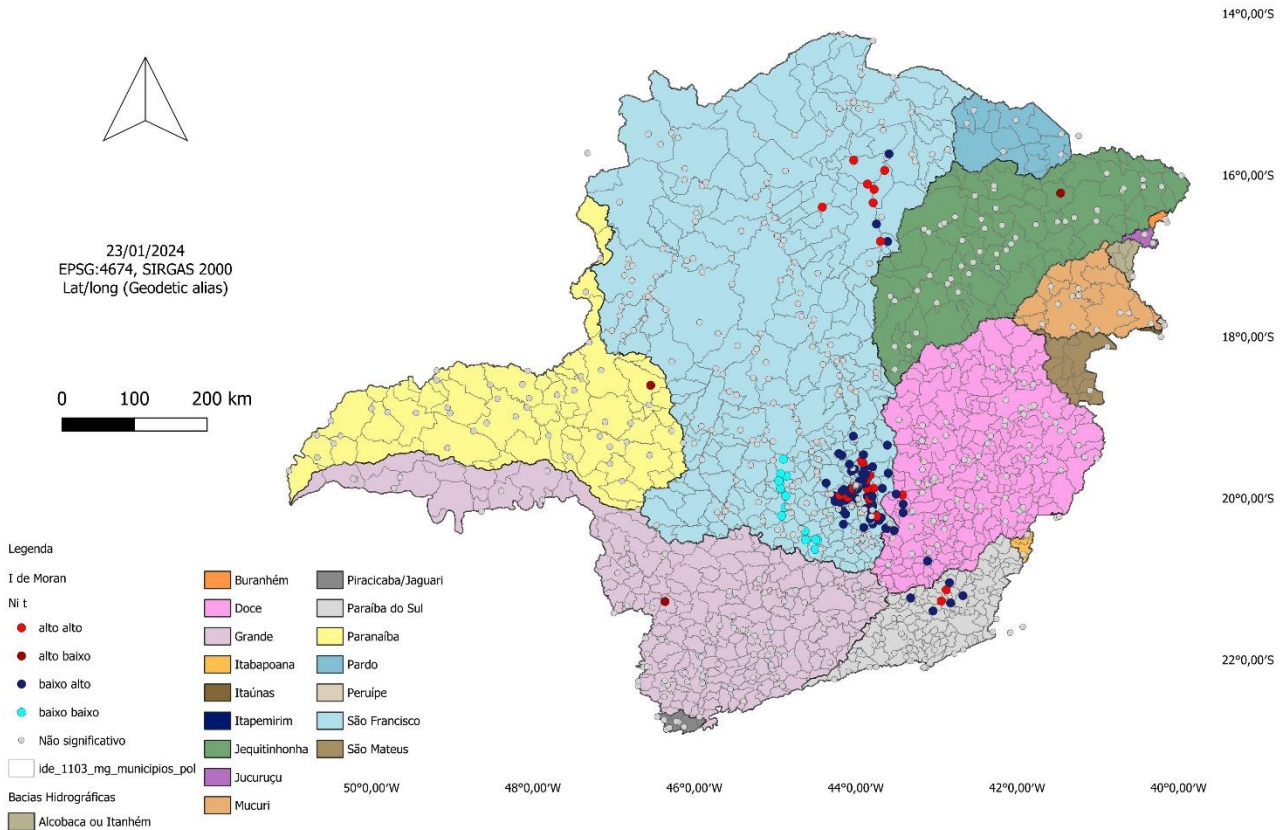 14°0,00'S
16°0,00'S
23/01/2024
EPSG:4674, SIRGAS 2000
Lat/long (Geodetic alias)
18°0,00'S
0 100 200 km
20°0,00'S
22°0,00'S
50°0,00'W 48°0,00'W 46°0,00'W 44°0,00'W 42°0,00'W 40°0,00'W
Legenda
I de Moran
Ni t
alto alto
alto baixo
baixo alto
baixo baixo
Não significativo
ide_1103_mg_municipios_pol
Bacias Hidrográficas
Alcobaca ou Itanhém
Buranhém
Doce
Grande
Itabapoana
Itaúnas
Itapemirim
Jequitinhonha
Jucuruçu
Mucuri
Piracicaba/Jaguari
Paraíba do Sul
Paranaíba
Pardo
Peruípe
São Francisco
São Mateus